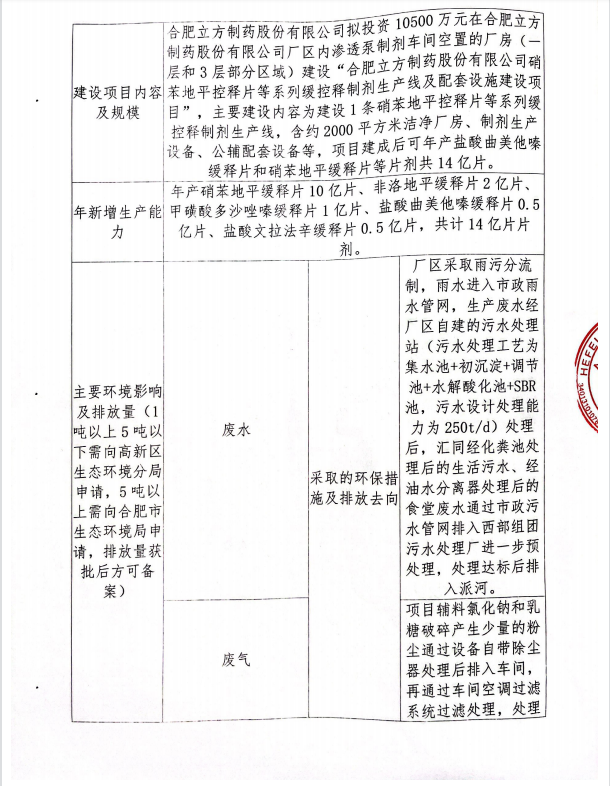 建设项目内容
及规模
合肥立方制药股份有限公司拟投资 10500 万元在合肥立方
制药股份有限公司厂区内渗透泵制剂车间空置的厂房（一
层和 3 层部分区域）建设“合肥立方制药股份有限公司硝
苯地平控释片等系列缓控释制剂生产线及配套设施建设项
目”，主要建设内容为建设 1 条硝苯地平控释片等系列缓
控释制剂生产线，含约 2000 平方米洁净厂房、制剂生产
设备、公辅配套设备等，项目建成后可年产盐酸曲美他嗪
缓释片和硝苯地平缓释片等片剂共 14 亿片。
年新增生产能
力
年产硝苯地平缓释片 10 亿片、非洛地平缓释片 2 亿片、
甲磺酸多沙唑嗪缓释片 1 亿片、盐酸曲美他嗪缓释片 0.5
亿片、盐酸文拉法辛缓释片 0.5 亿片，共计 14 亿片片
剂。
主要环境影响
及排放量（1
吨以上 5 吨以
下需向高新区
生态环境分局
申请，5 吨以
上需向合肥市
生态环境局申
请，排放量获
批后方可备
案）
废水
采取的环保措
施及排放去向
厂区采取雨污分流
制，雨水进入市政雨
水管网，生产废水经
厂区自建的污水处理
站（污水处理工艺为
集水池+初沉淀+调节
池+水解酸化池+SBR
池，污水设计处理能
力为 250t/d）处理
后，汇同经化粪池处
理后的生活污水、经
油水分离器处理后的
食堂废水通过市政污
水管网排入西部组团
污水处理厂进一步预
处理，处理达标后排
入派河。
废气
项目辅料氯化钠和乳
糖破碎产生少量的粉
尘通过设备自带除尘
器处理后排入车间，
再通过车间空调过滤
系统过滤处理，处理
HEFEI